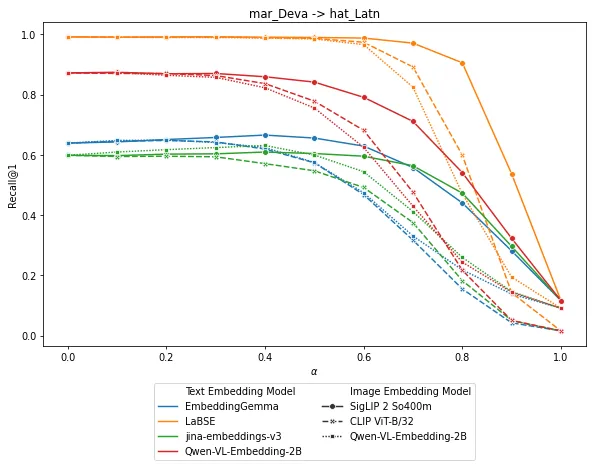 mar_Deva -> hat_Latn
Recall@1
1.0
0.8
0.6
0.4
0.2
0.0
0.0 0.2 0.4 0.6 0.8 1.0
α
Text Embedding Model
EmbeddingGemma
LaBSE
jina-embeddings-v3
Qwen-VL-Embedding-2B
Image Embedding Model
SigLIP 2 So400m
CLIP ViT-B/32
Qwen-VL-Embedding-2B